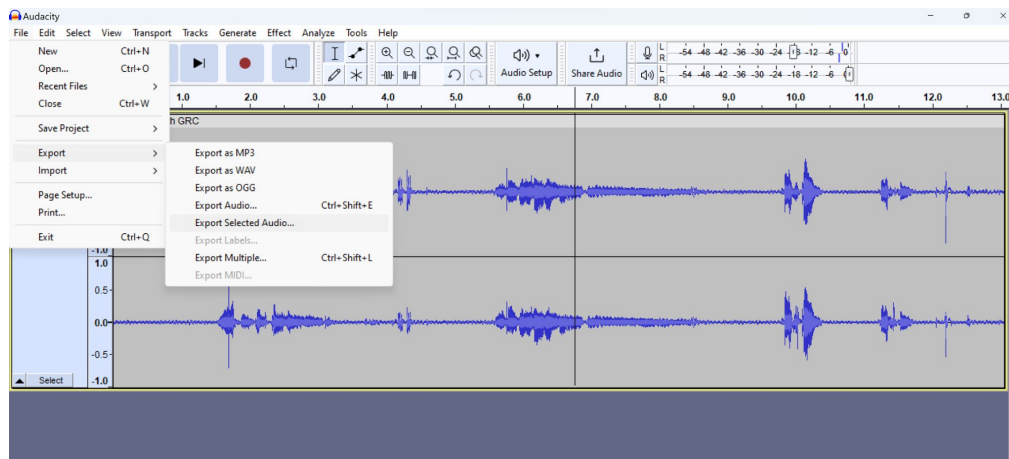 Audacity
File Edit Select View Transport Tracks Generate Effect Analyze Tools Help
New Ctrl+N
Open... Ctrl+O
Recent Files >
Close Ctrl+W
Save Project >
Export >
Import >
Page Setup...
Print...
Exit Ctrl+Q
Export as MP3
Export as WAV
Export as OGG
Export Audio... Ctrl+Shift+E
Export Selected Audio...
Export Labels...
Export Multiple... Ctrl+Shift+L
Export MIDI...
Audio Setup
Share Audio
L R -54 -48 -42 -36 -30 -24 -12 -6 0
L R -54 -48 -42 -36 -30 -24 -18 -12 -6
1.0 2.0 3.0 4.0 5.0 6.0 7.0 8.0 9.0 10.0 11.0 12.0 13.0
h GRC
-1.0
1.0
0.5
0.0
-0.5
-1.0
Select